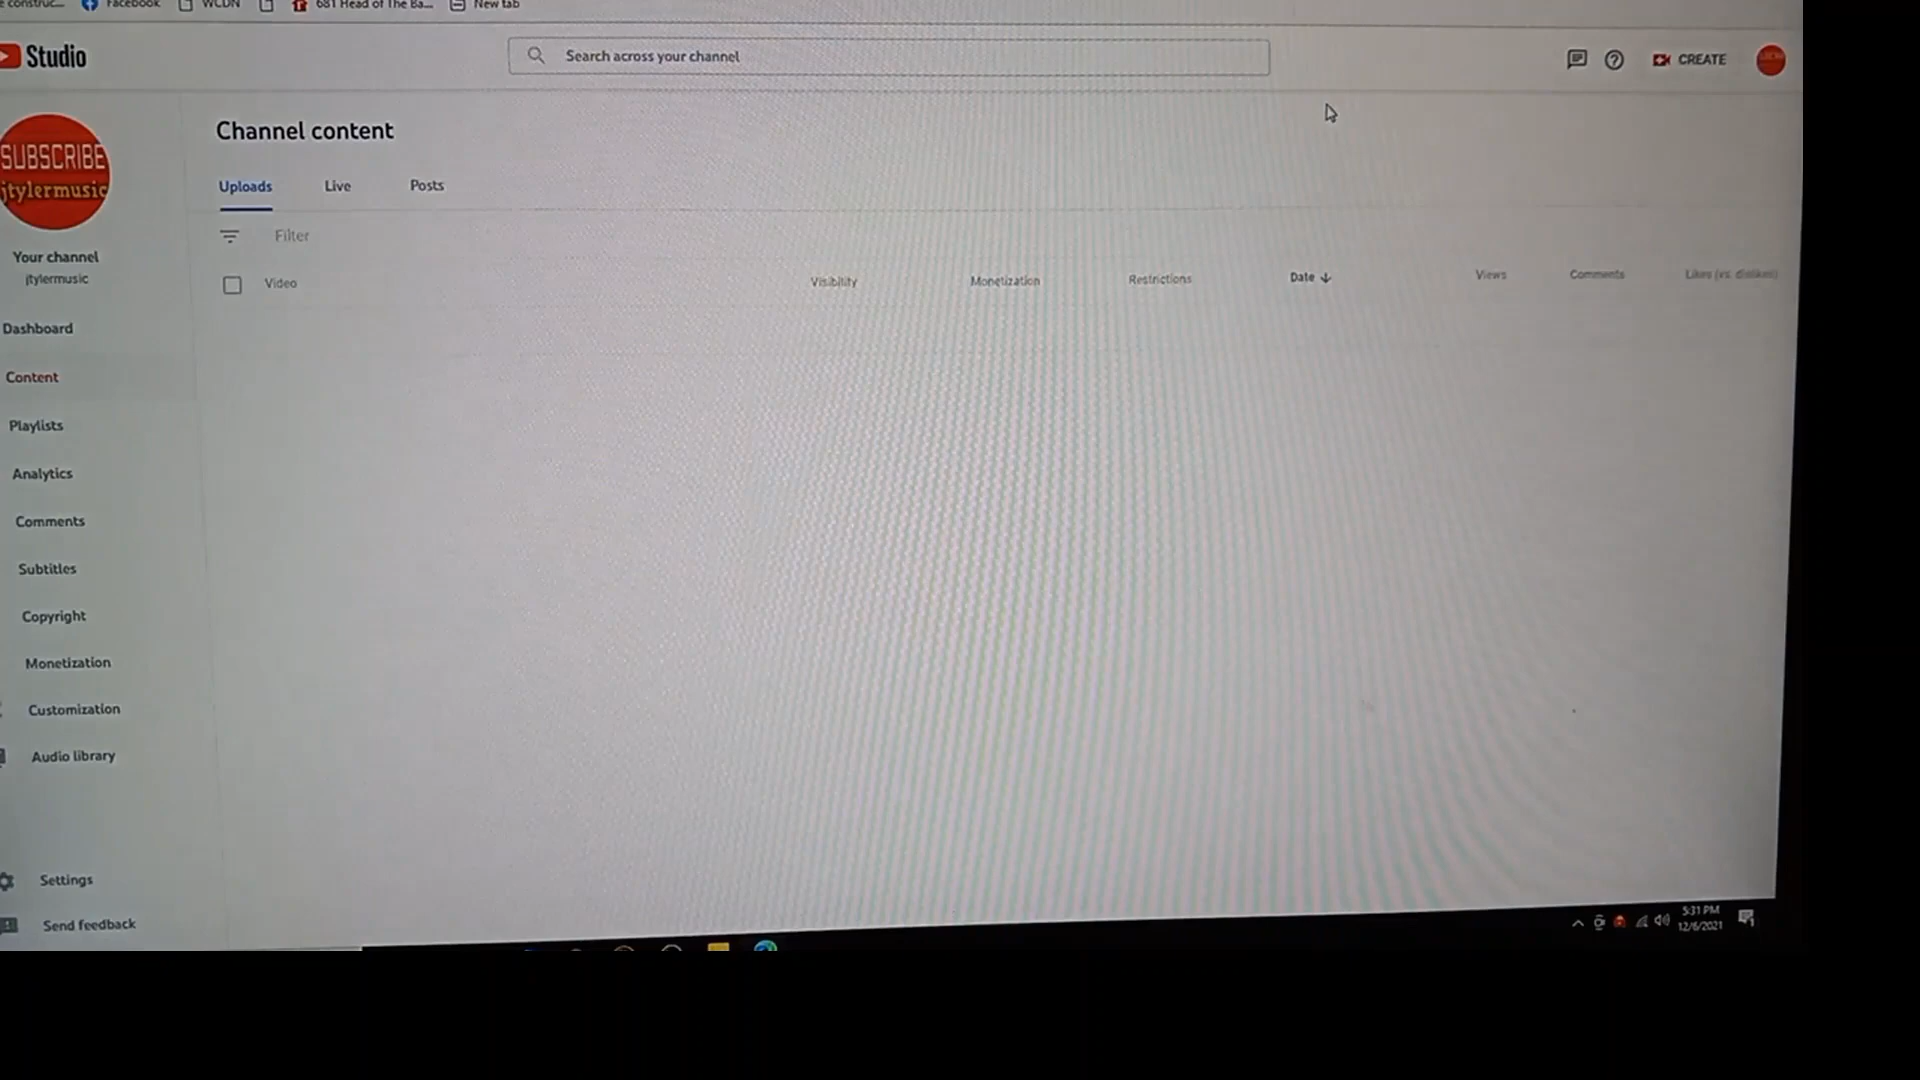 Facebook
WCDN
681 Head of The Ba...
New tab
Studio
Search across your channel
CREATE
SUBSCRIBE
jtylermusic
Channel content
Uploads
Live
Posts
Your channel
jtylermusic
Filter
Video
Visibility
Monetization
Restrictions
Date
Views
Comments
Likes (vs. dislikes)
Dashboard
Content
Playlists
Analytics
Comments
Subtitles
Copyright
Monetization
Customization
Audio library
Settings
Send feedback
5:31 PM
12/6/2021